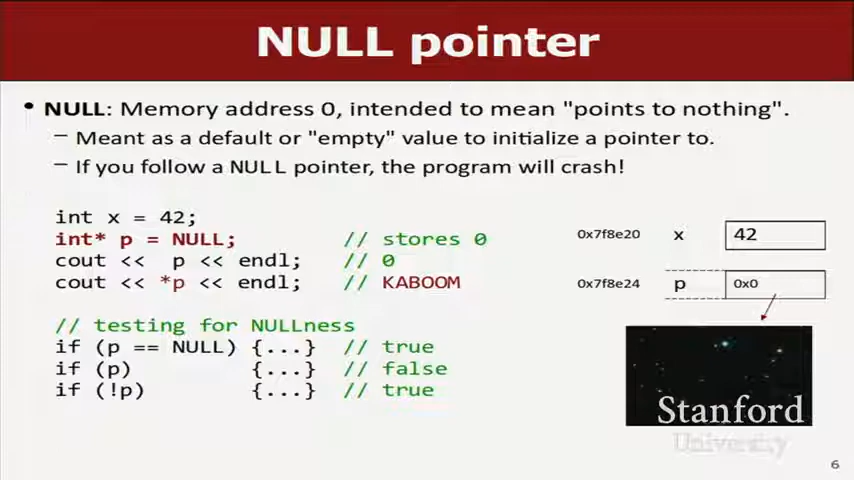 NULL pointer
• NULL: Memory address 0, intended to mean "points to nothing".
– Meant as a default or "empty" value to initialize a pointer to.
– If you follow a NULL pointer, the program will crash!
int x = 42;
int* p = NULL; // stores 0
cout << p << endl; // 0
cout << *p << endl; // KABOOM
// testing for NULLness
if (p == NULL) {...} // true
if (p) {...} // false
if (!p) {...} // true
0x7f8e20 x 42
0x7f8e24 p 0x0
Stanford
University
6